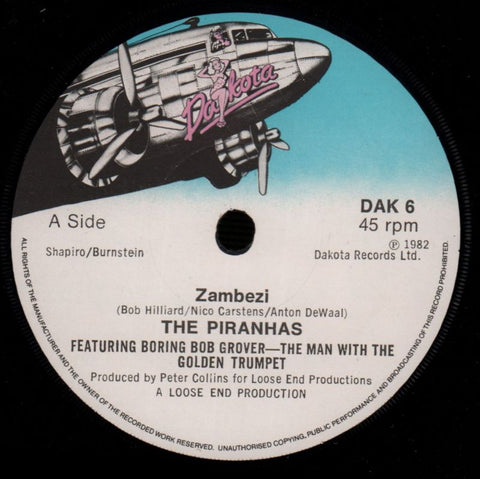 Dakota
A Side
DAK 6
45 rpm
℗ 1982
Shapiro/Burnstein
Dakota Records Ltd.
Zambezi
(Bob Hilliard/Nico Carstens/Anton DeWaal)
THE PIRANHAS
FEATURING BORING BOB GROVER—THE MAN WITH THE
GOLDEN TRUMPET
Produced by Peter Collins for Loose End Productions
A LOOSE END PRODUCTION
ALL RIGHTS OF THE MANUFACTURER AND OF THE OWNER OF THE RECORDED WORK RESERVED. UNAUTHORISED COPYING, PUBLIC PERFORMANCE AND BROADCASTING OF THIS RECORD PROHIBITED.